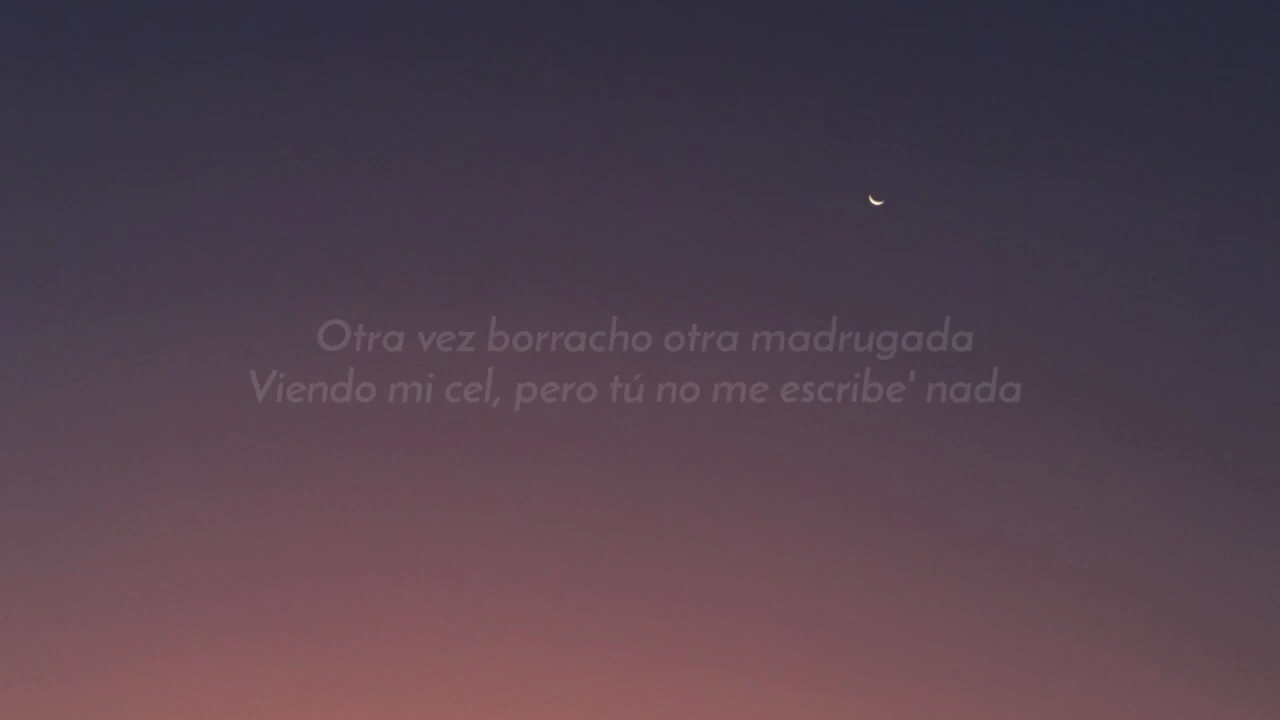 Otra vez borracho otra madrugada
Viendo mi cel, pero tú no me escribe' nada